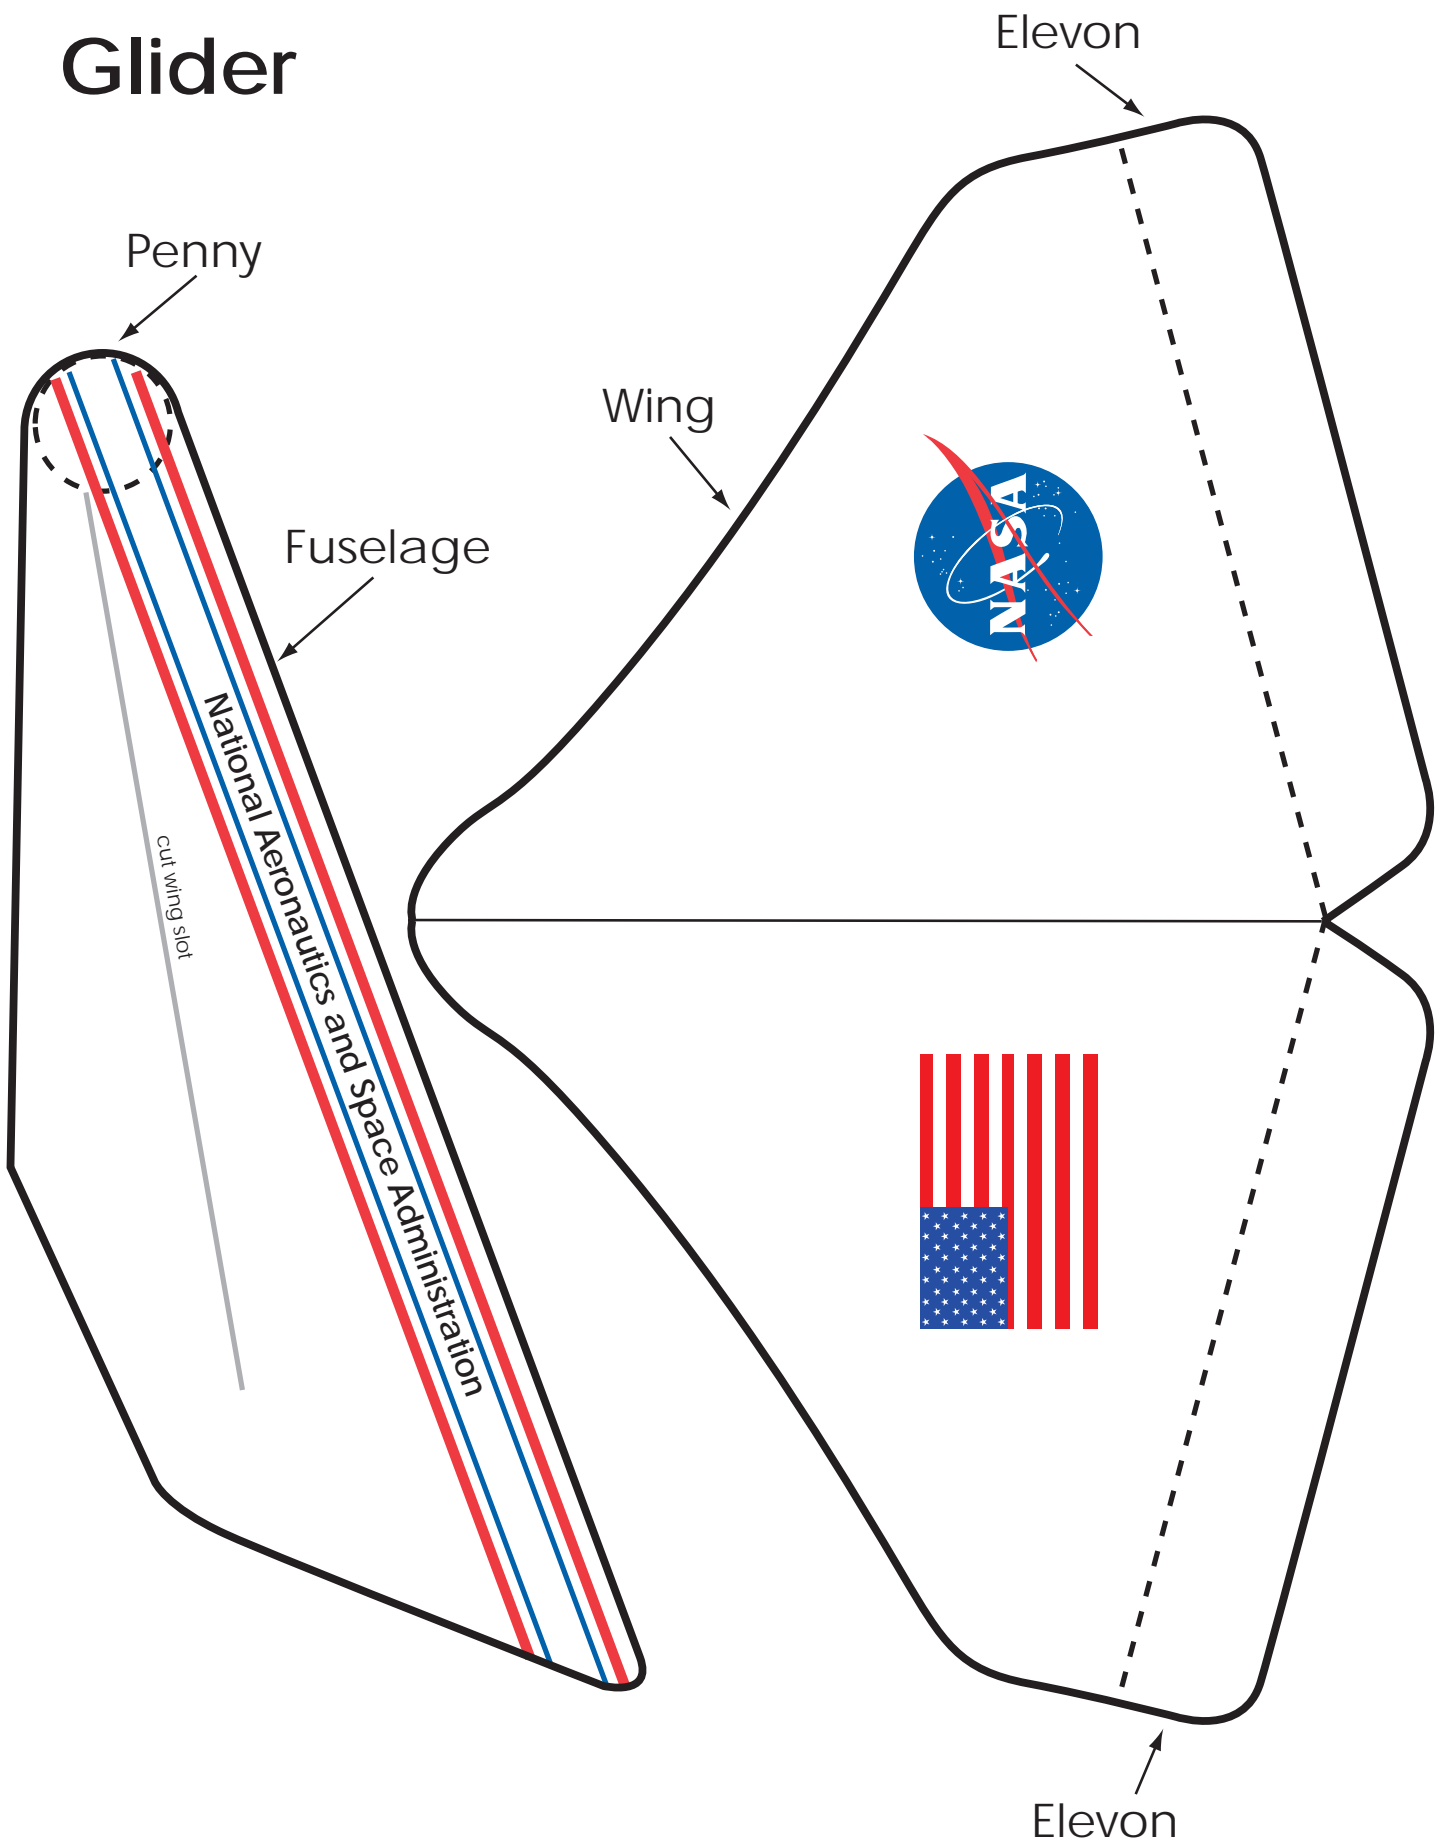 Glider
Elevon
Penny
Wing
Fuselage
NASA
National Aeronautics and Space Administration
cut wing slot
Elevon